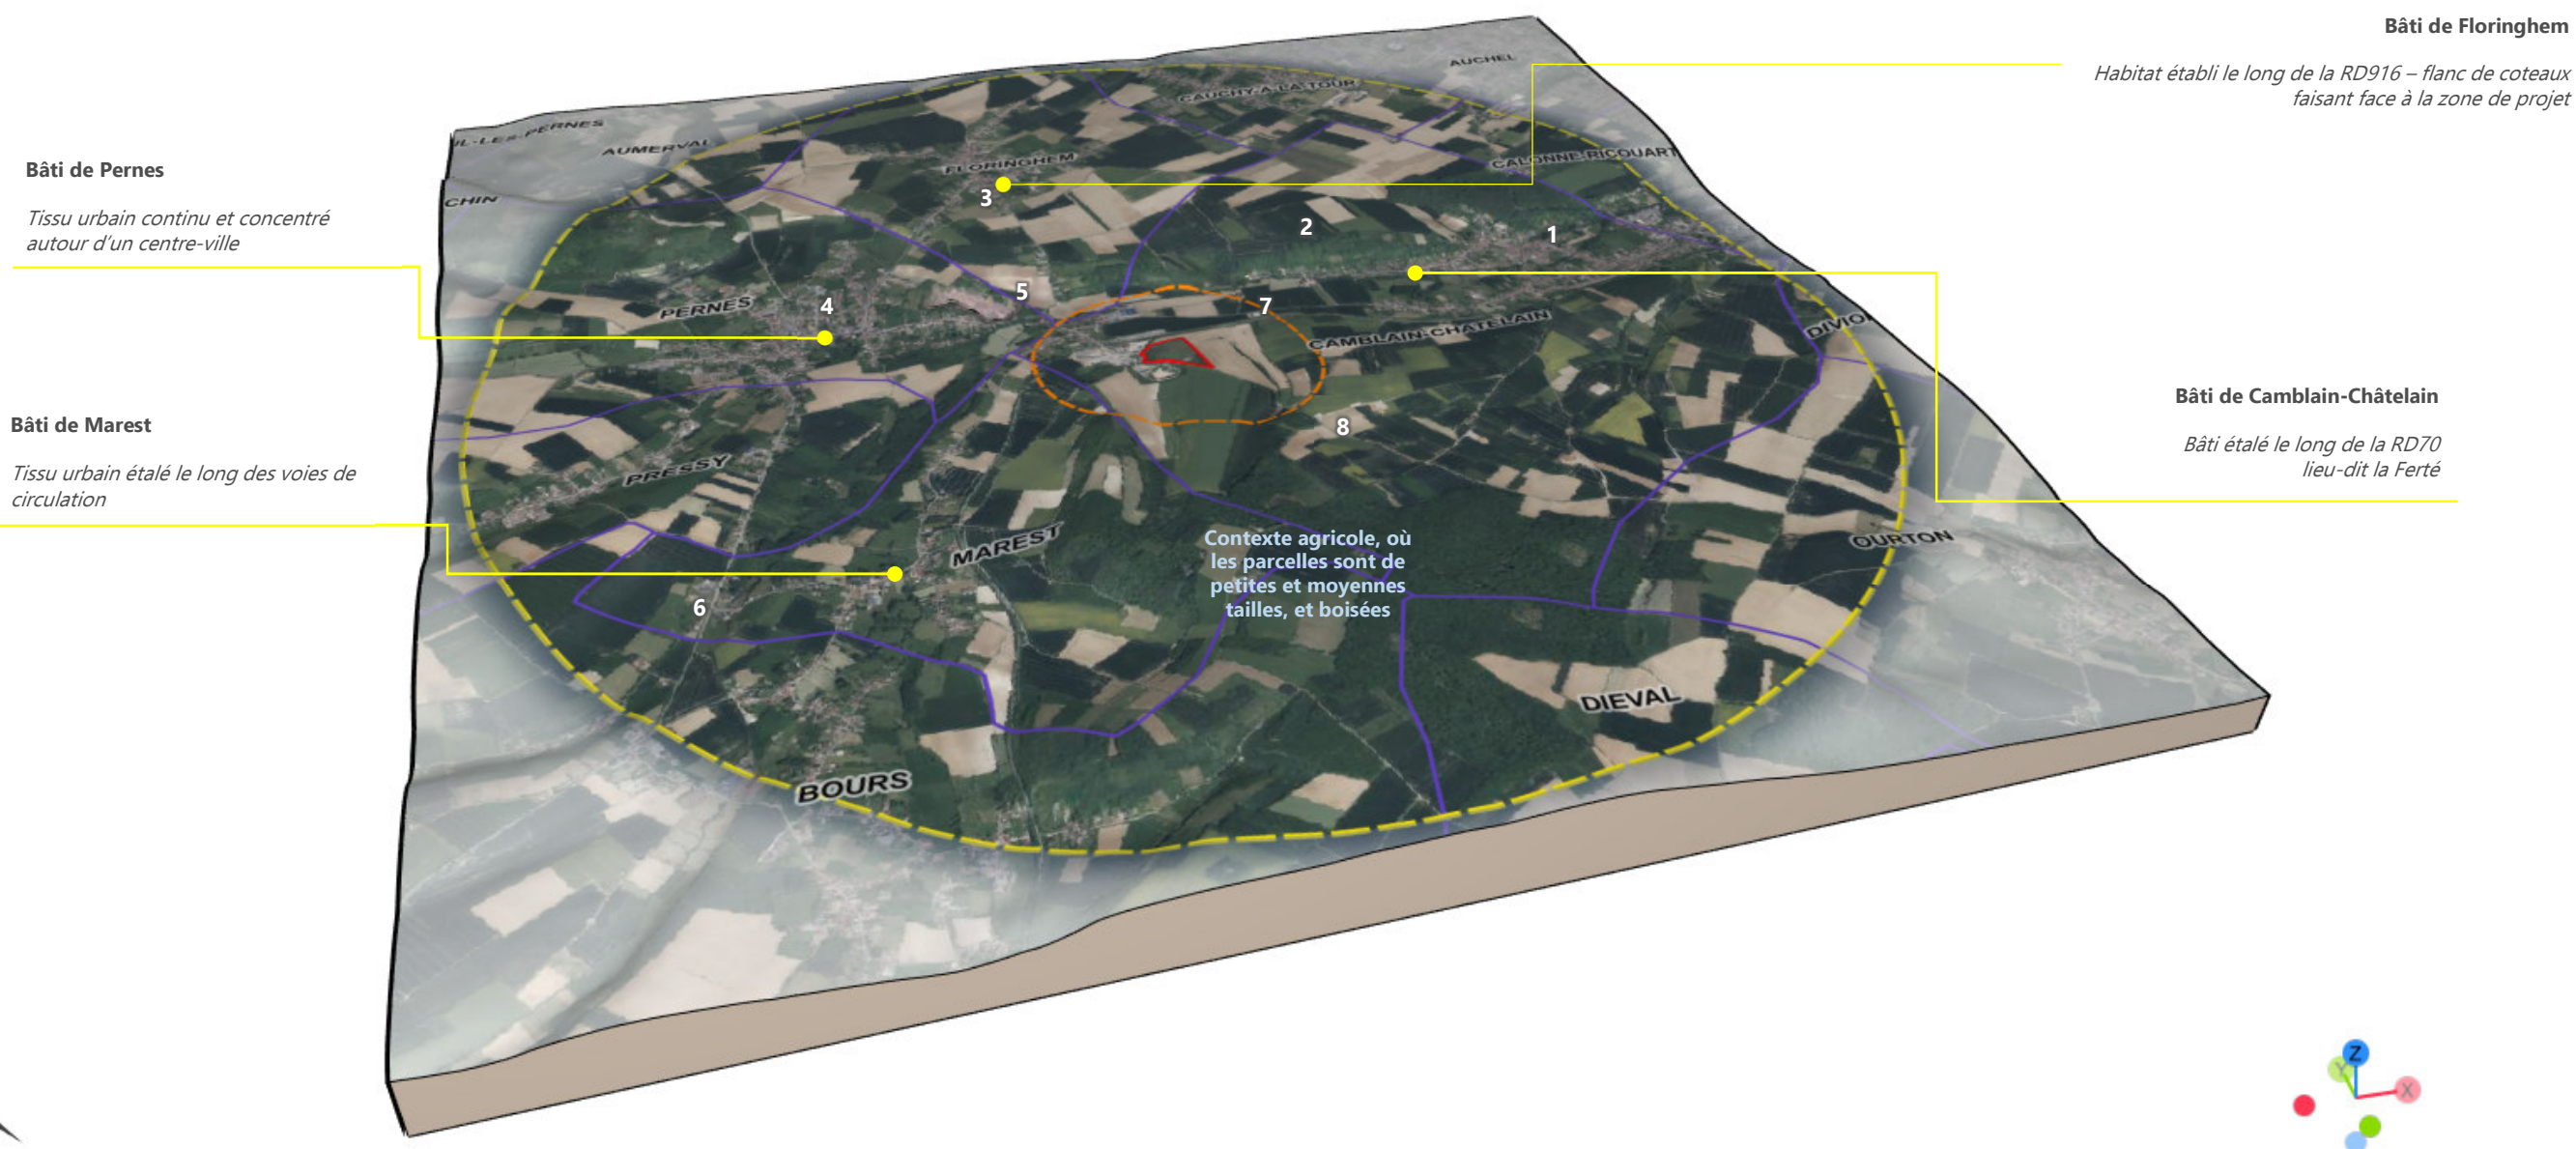 Bâti de Floringhem
Habitat établi le long de la RD916 – flanc de coteaux
faisant face à la zone de projet
Bâti de Pernes
Tissu urbain continu et concentré
autour d’un centre-ville
Bâti de Marest
Tissu urbain étalé le long des voies de
circulation
Bâti de Camblain-Châtelain
Bâti étalé le long de la RD70
lieu-dit la Ferté
AUCHEL
CAUCHY-A-LA-TOUR
IL-LES-PERNES
AUMERVAL
FLORINGHEM
CALONNE-RICOUART
CHIN
3
2
1
5
4
7
PERNES
CAMBLAIN-CHATELAIN
DIVIO
8
PRESSY
MAREST
OURTON
Contexte agricole, où
les parcelles sont de
petites et moyennes
tailles, et boisées
6
DIEVAL
BOURS
Z
Y
X